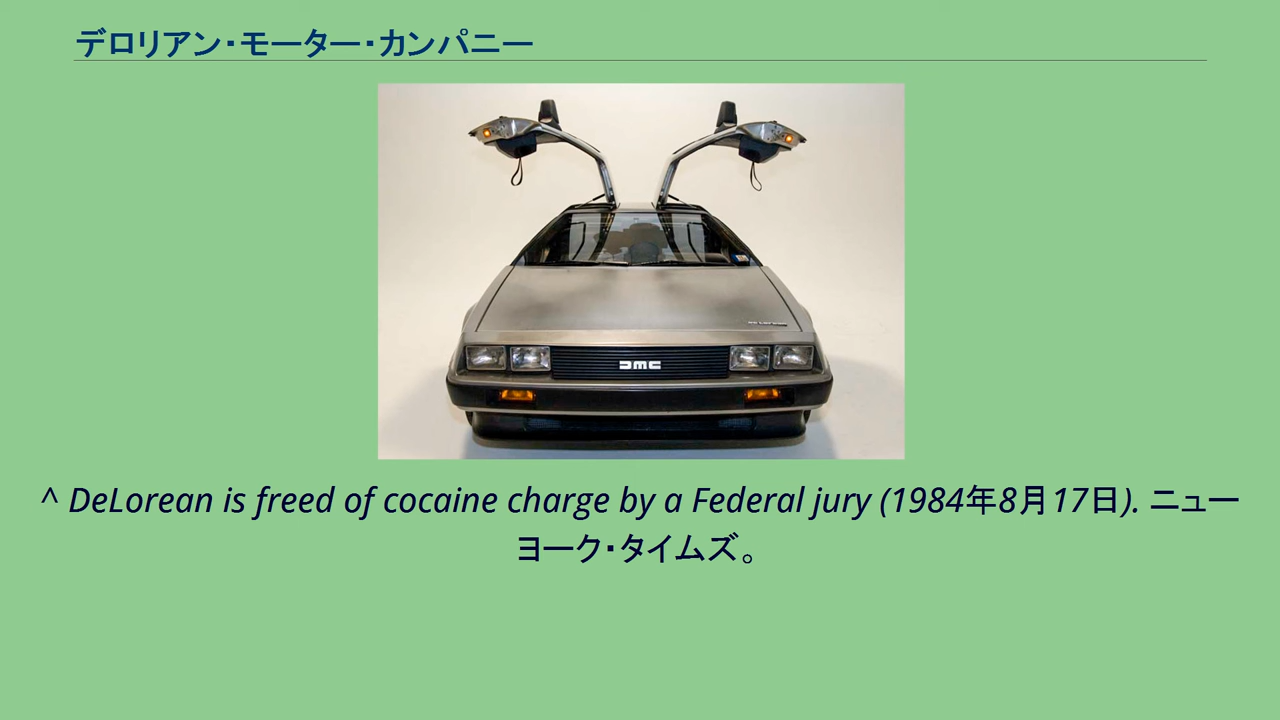 デロリアン・モーター・カンパニー
DMC
^ DeLorean is freed of cocaine charge by a Federal jury (1984年8月17日). ニュー
ヨーク・タイムズ。